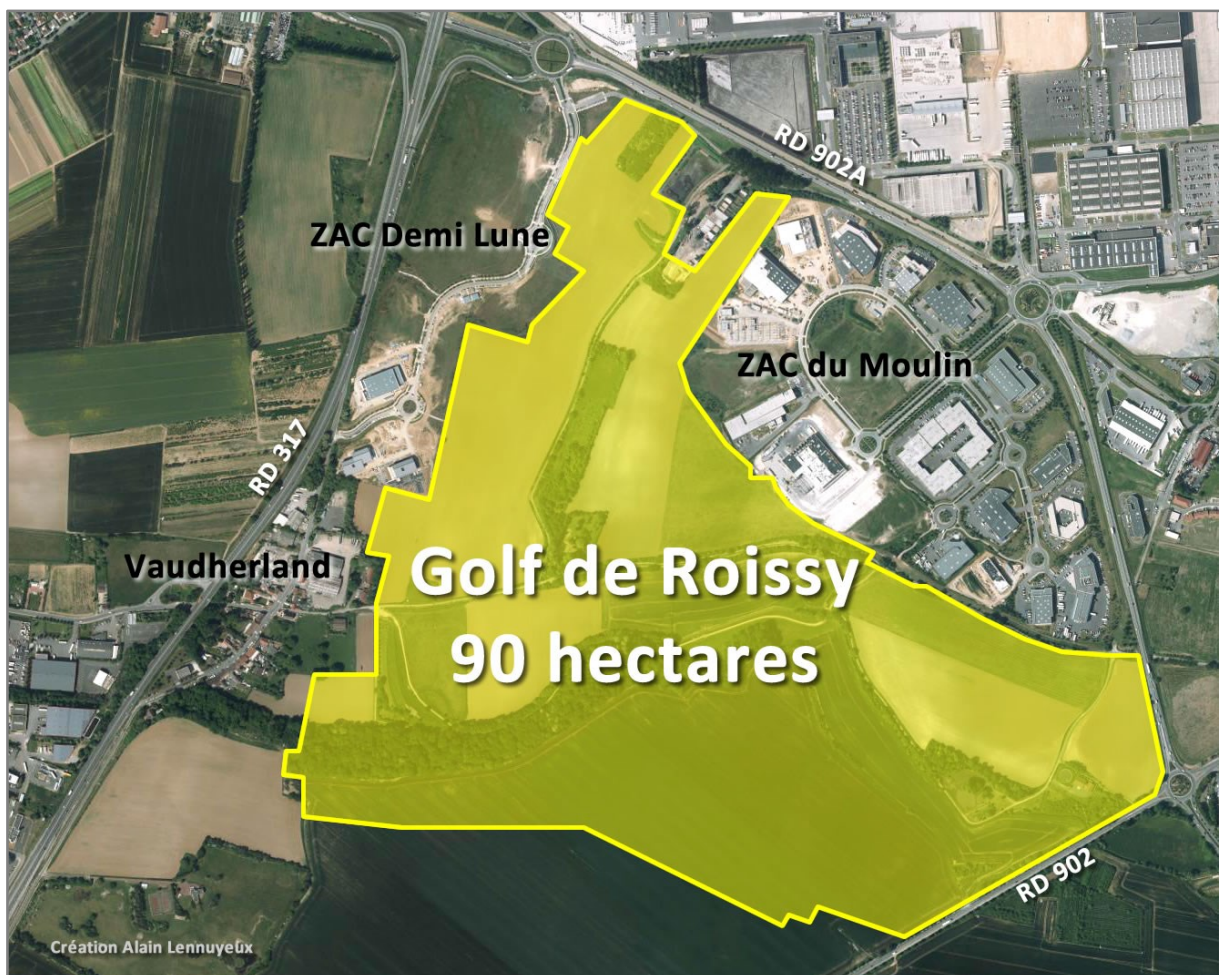 RD 902A
ZAC Demi Lune
ZAC du Moulin
RD 317
Vaudherland
Golf de Roissy
90 hectares
RD 902
Création Alain Lennuyeux